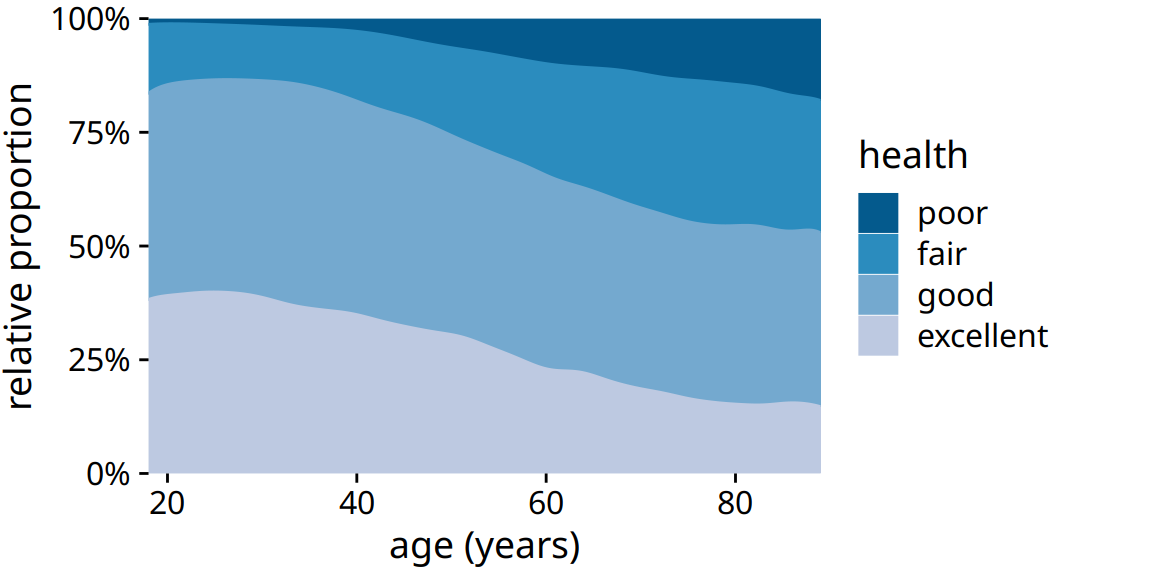 100%
75%
50%
25%
0%
relative proportion
20 40 60 80
age (years)
health
poor
fair
good
excellent